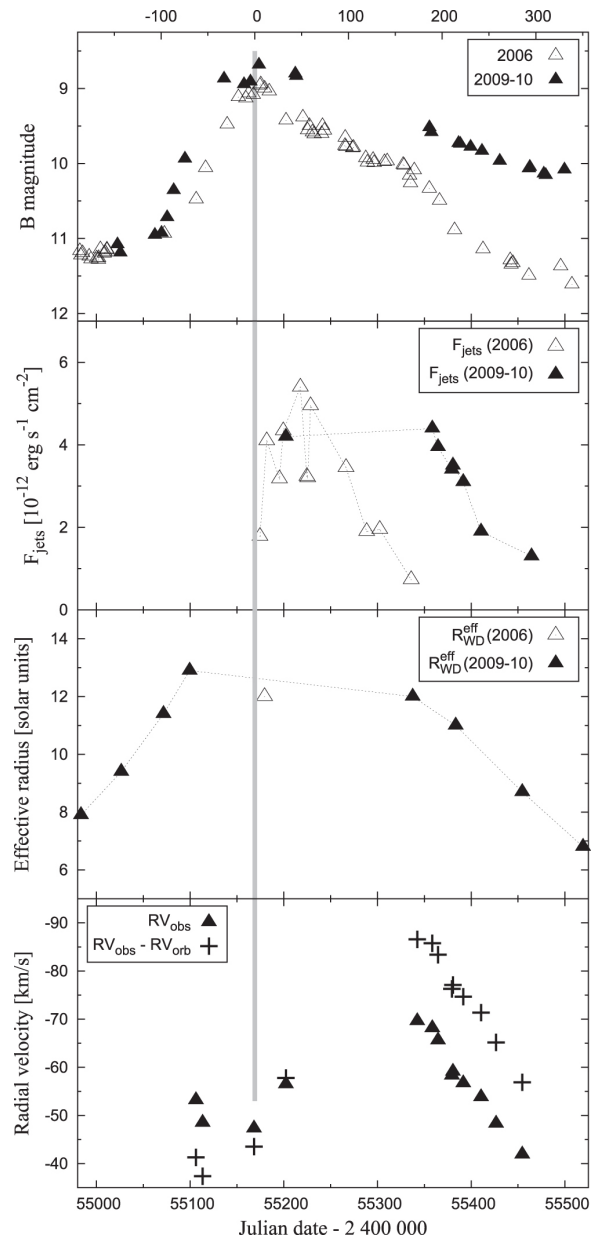 -100 0 100 200 300
8
9
10
11
12
B magnitude
2006 △
2009-10 ▲
6
4
2
0
F_jets [10^-12 erg s^-1 cm^-2]
F_jets (2006) △
F_jets (2009-10) ▲
14
12
10
8
6
Effective radius [solar units]
R_WD^eff (2006) △
R_WD^eff (2009-10) ▲
-90
-80
-70
-60
-50
-40
Radial velocity [km/s]
RV_obs ▲
RV_obs - RV_orb +
55000 55100 55200 55300 55400 55500
Julian date - 2 400 000